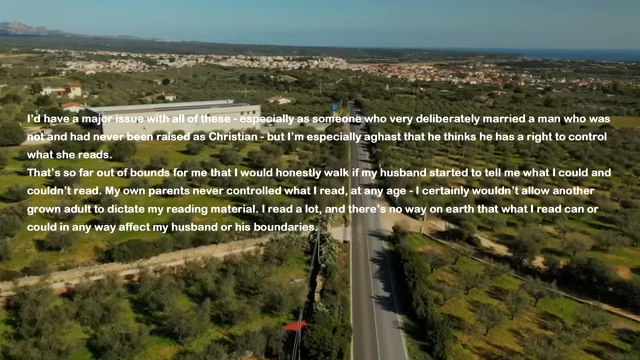 I'd have a major issue with all of these - especially as someone who very deliberately married a man who was
not and had never been raised as Christian - but I'm especially aghast that he thinks he has a right to control
what she reads.
That's so far out of bounds for me that I would honestly walk if my husband started to tell me what I could and
couldn't read. My own parents never controlled what I read, at any age - I certainly wouldn't allow another
grown adult to dictate my reading material. I read a lot, and there's no way on earth that what I read can or
could in any way affect my husband or his boundaries.